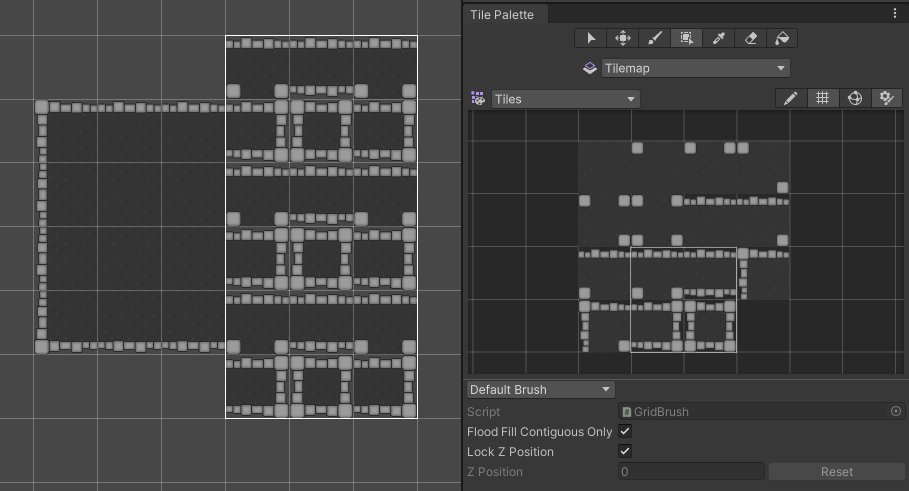 Tile Palette
Tilemap
Tiles
Default Brush
Script
GridBrush
Flood Fill Contiguous Only
Lock Z Position
Z Position
0
Reset